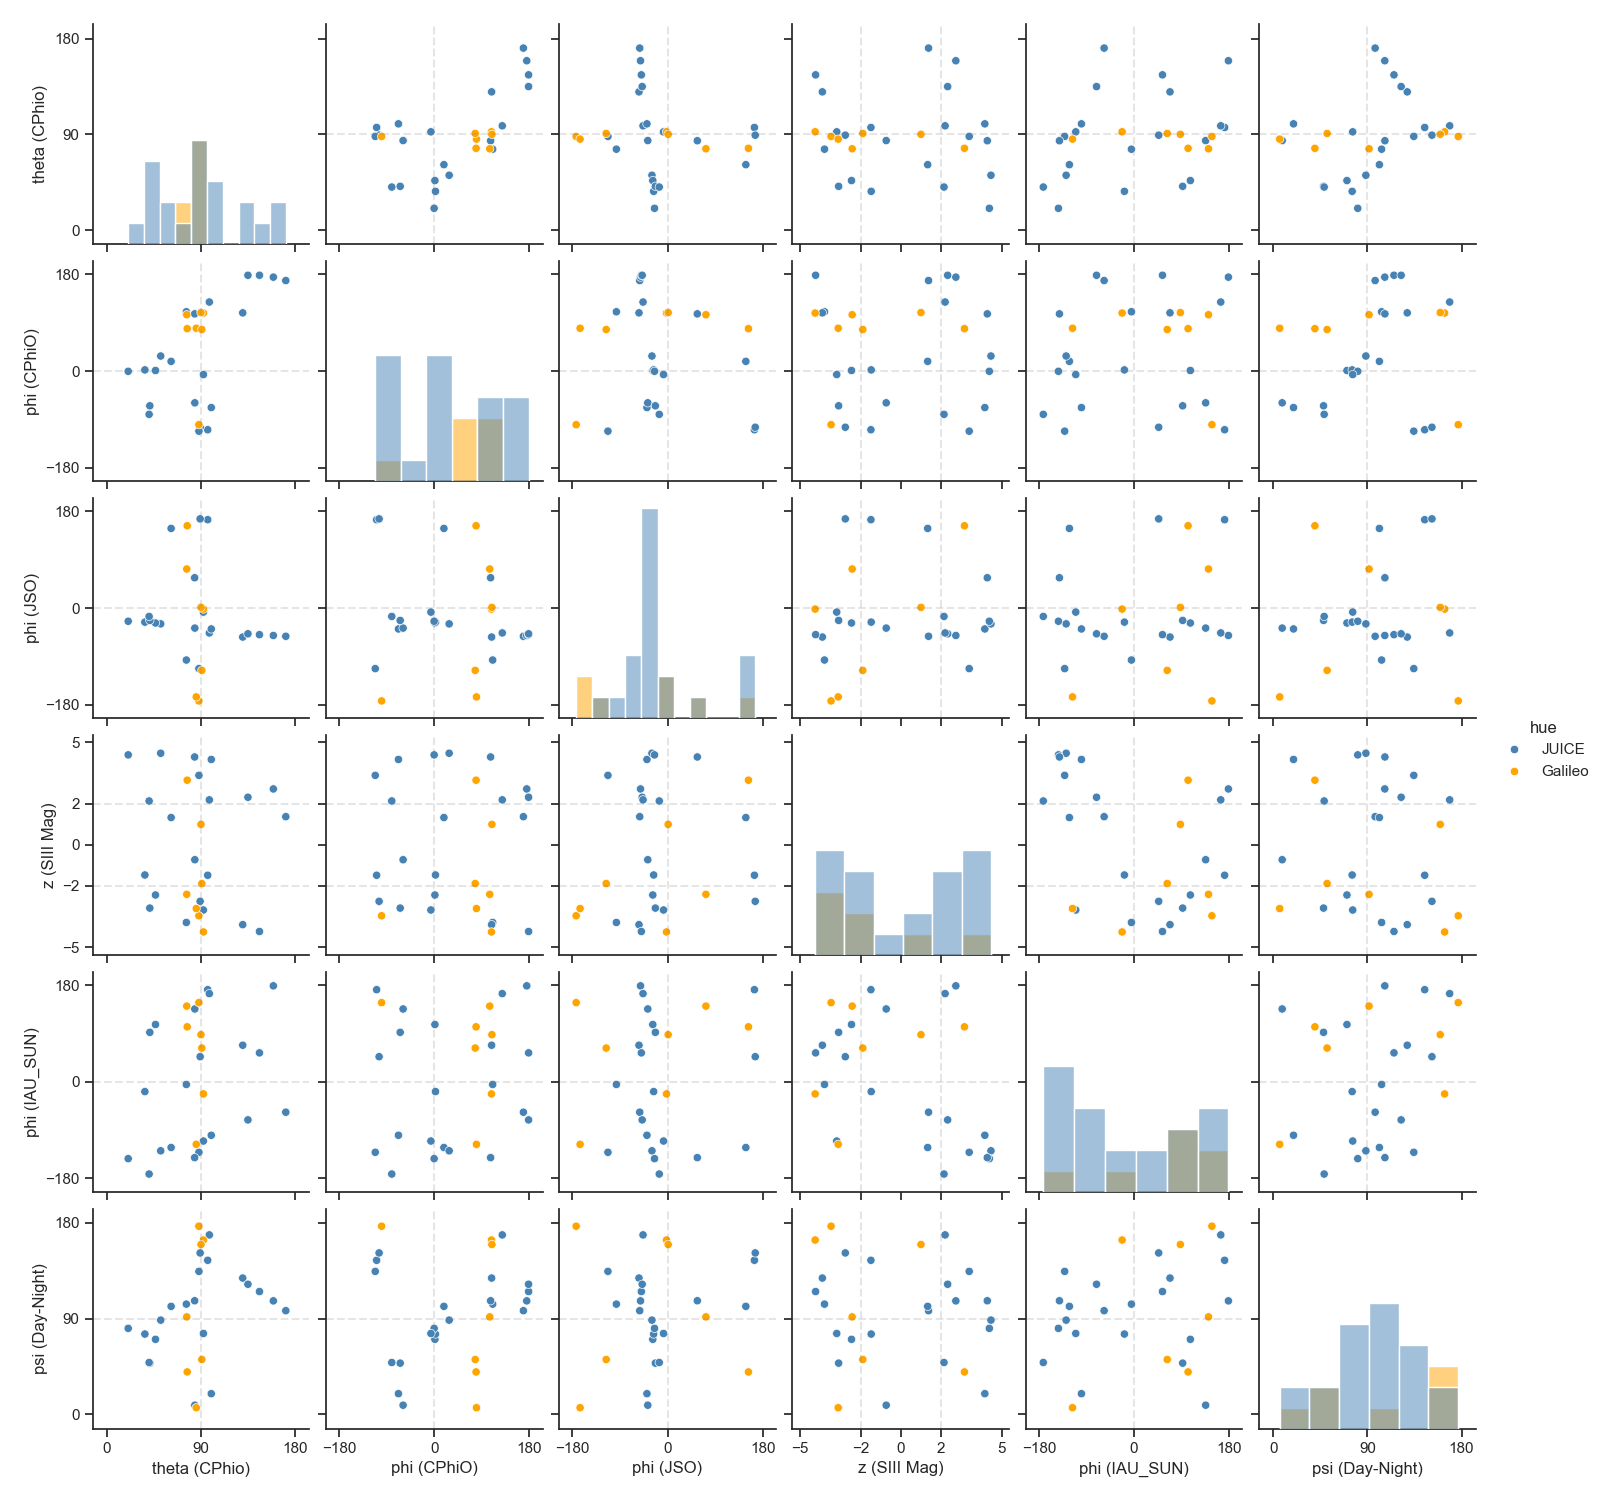 180
90
0
theta (CPhio)
180
0
−180
phi (CPhiO)
180
0
−180
phi (JSO)
5
2
0
−2
−5
z (SIII Mag)
180
0
−180
phi (IAU_SUN)
180
90
0
psi (Day-Night)
0 90 180
theta (CPhio)
−180 0 180
phi (CPhiO)
−180 0 180
phi (JSO)
−5 −2 0 2 5
z (SIII Mag)
−180 0 180
phi (IAU_SUN)
0 90 180
psi (Day-Night)
hue
JUICE
Galileo